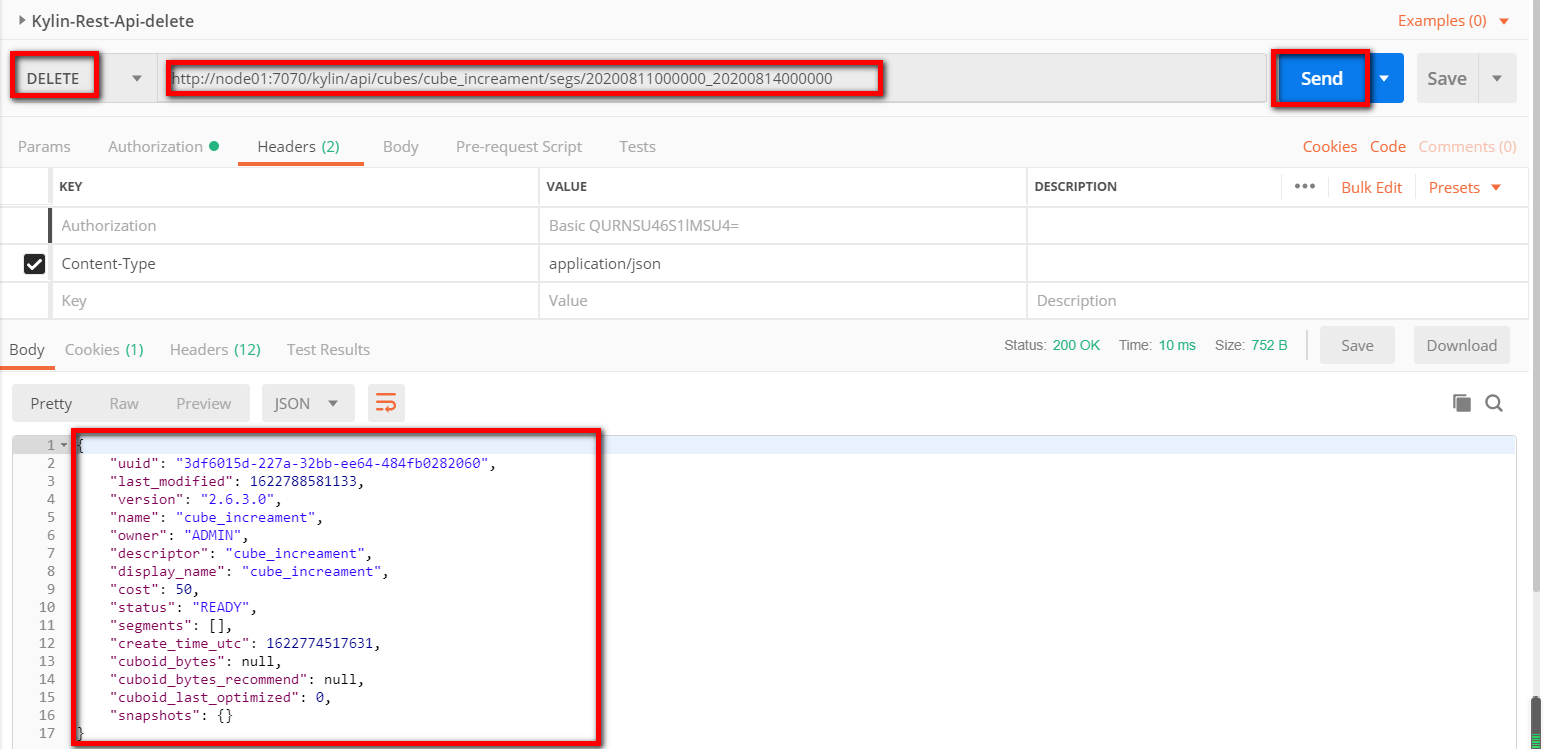 Kylin-Rest-Api-delete
Examples (0)
DELETE
http://node01:7070/kylin/api/cubes/cube_increament/segs/20200811000000_20200814000000
Send
Save
Params Authorization Headers (2) Body Pre-request Script Tests
Cookies Code Comments (0)
KEY VALUE DESCRIPTION ••• Bulk Edit Presets
Authorization Basic QURNSU46S1lMSU4=
Content-Type application/json
Key Value Description
Body Cookies (1) Headers (12) Test Results
Status: 200 OK Time: 10 ms Size: 752 B Save Download
Pretty Raw Preview JSON
1 {
2 "uuid": "3df6015d-227a-32bb-ee64-484fb0282060",
3 "last_modified": 1622788581133,
4 "version": "2.6.3.0",
5 "name": "cube_increament",
6 "owner": "ADMIN",
7 "descriptor": "cube_increament",
8 "display_name": "cube_increament",
9 "cost": 50,
10 "status": "READY",
11 "segments": [],
12 "create_time_utc": 1622774517631,
13 "cuboid_bytes": null,
14 "cuboid_bytes_recommend": null,
15 "cuboid_last_optimized": 0,
16 "snapshots": {}
17 }